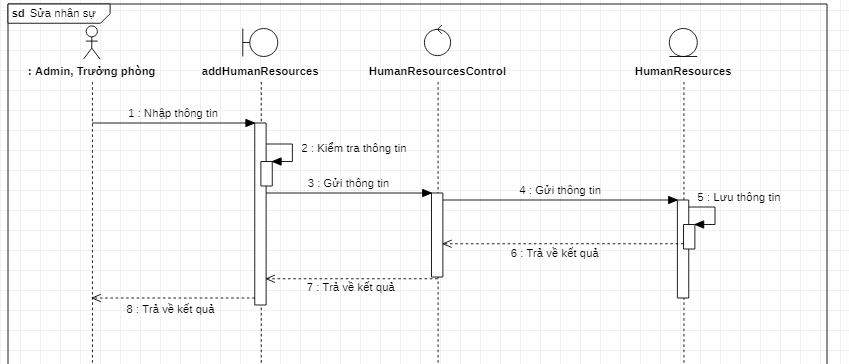 sd Sửa nhân sự
: Admin, Trưởng phòng
addHumanResources
HumanResourcesControl
HumanResources
1 : Nhập thông tin
2 : Kiểm tra thông tin
3 : Gửi thông tin
4 : Gửi thông tin
5 : Lưu thông tin
6 : Trả về kết quả
7 : Trả về kết quả
8 : Trả về kết quả